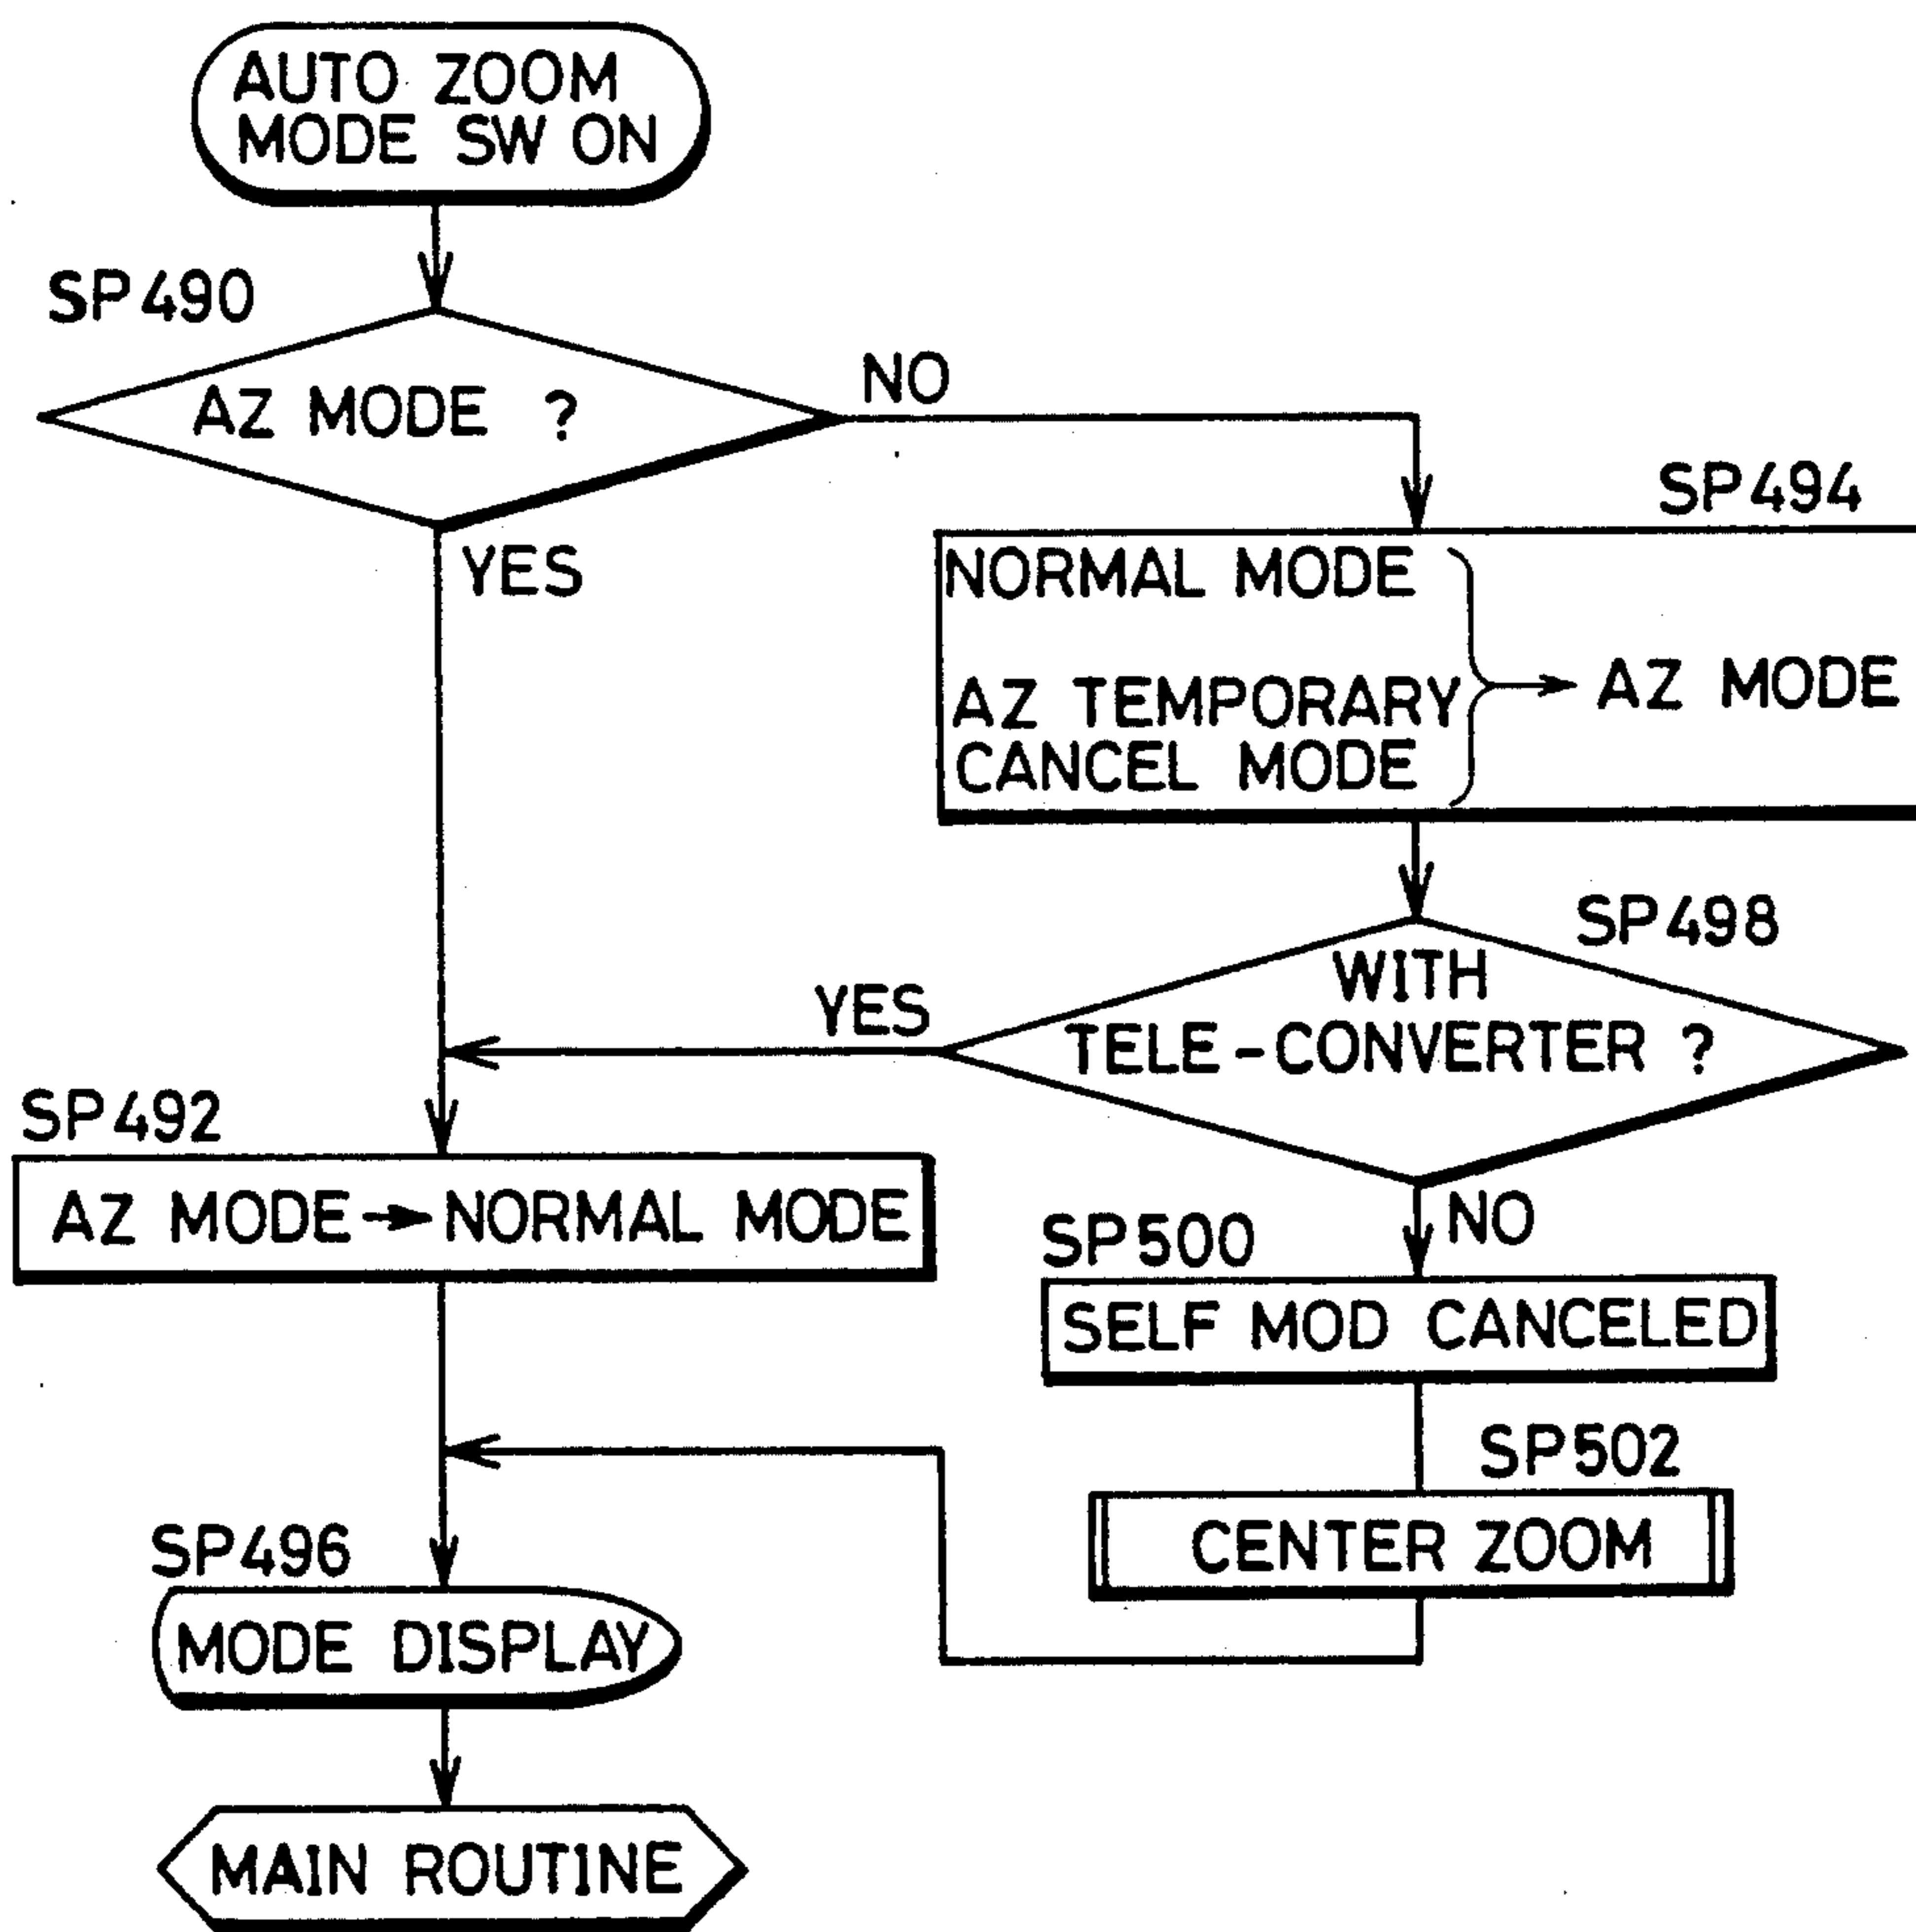 AUTO ZOOM
MODE SW ON
SP490
AZ MODE ?
NO
YES
SP494
NORMAL MODE
AZ TEMPORARY
CANCEL MODE
AZ MODE
SP498
WITH
TELE-CONVERTER ?
YES
NO
SP492
AZ MODE → NORMAL MODE
SP500
SELF MOD CANCELED
SP502
CENTER ZOOM
SP496
MODE DISPLAY
MAIN ROUTINE